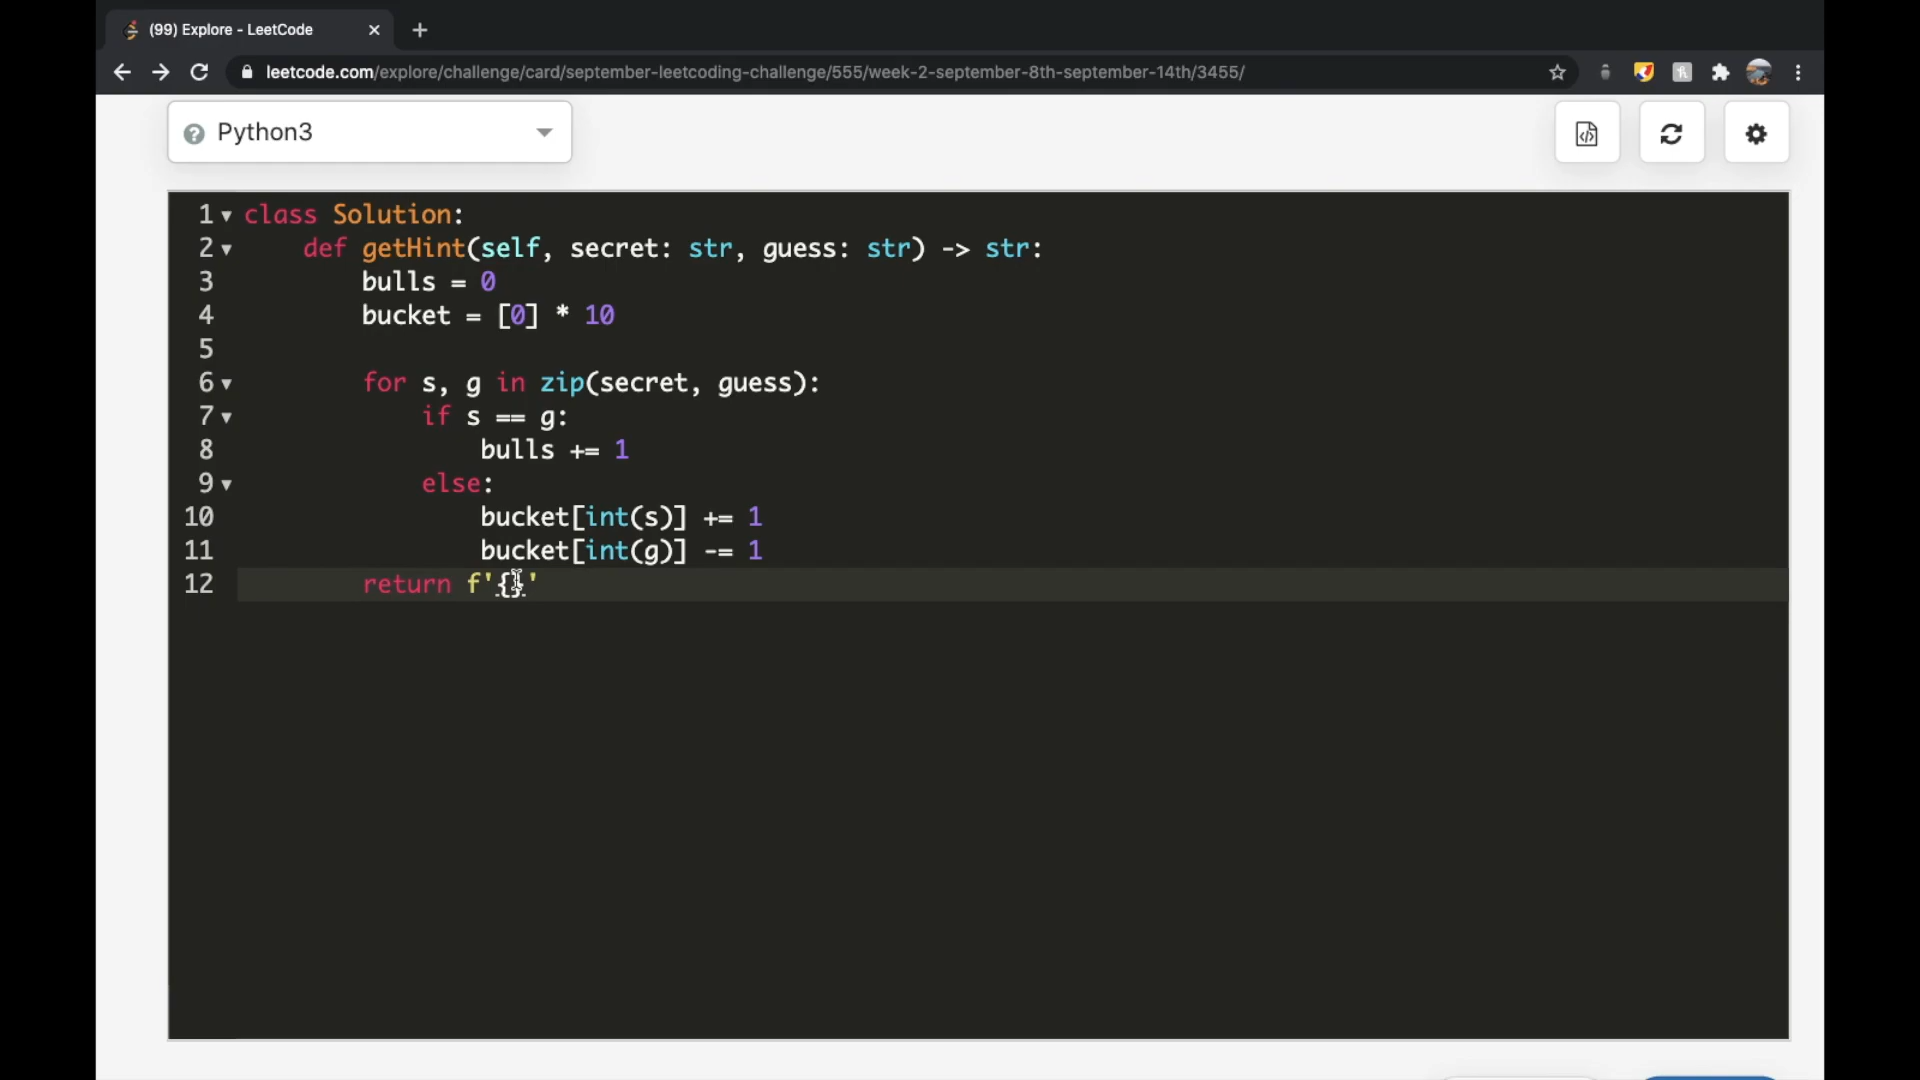 (99) Explore - LeetCode
leetcode.com/explore/challenge/card/september-leetcoding-challenge/555/week-2-september-8th-september-14th/3455/
Python3
1 class Solution:
2     def getHint(self, secret: str, guess: str) -> str:
3         bulls = 0
4         bucket = [0] * 10
5
6         for s, g in zip(secret, guess):
7             if s == g:
8                 bulls += 1
9             else:
10                 bucket[int(s)] += 1
11                 bucket[int(g)] -= 1
12         return f'{}'